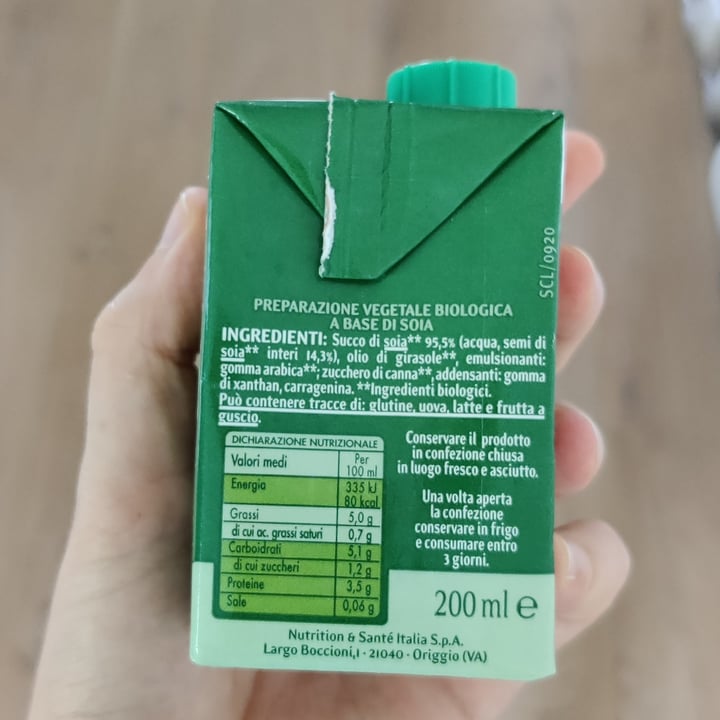 SCL/0920
PREPARAZIONE VEGETALE BIOLOGICA
A BASE DI SOIA
INGREDIENTI: Succo di soia** 95,5% (acqua, semi di
soia** interi 14,3%), olio di girasole**, emulsionanti:
gomma arabica**; zucchero di canna**, addensanti: gomma
di xanthan, carragenina. **Ingredienti biologici.
Può contenere tracce di: glutine, uova, latte e frutta a
guscio.
DICHIARAZIONE NUTRIZIONALE
Valori medi Per
100 ml
Energia 335 kJ
80 kcal
Grassi 5,0 g
di cui ac. grassi saturi 0,7 g
Carboidrati 5,1 g
di cui zuccheri 1,2 g
Proteine 3,5 g
Sale 0,06 g
Conservare il prodotto
in confezione chiusa
in luogo fresco e asciutto.
Una volta aperta
la confezione
conservare in frigo
e consumare entro
3 giorni.
200 ml e
Nutrition & Santé Italia S.p.A.
Largo Boccioni,1 - 21040 - Origgio (VA)